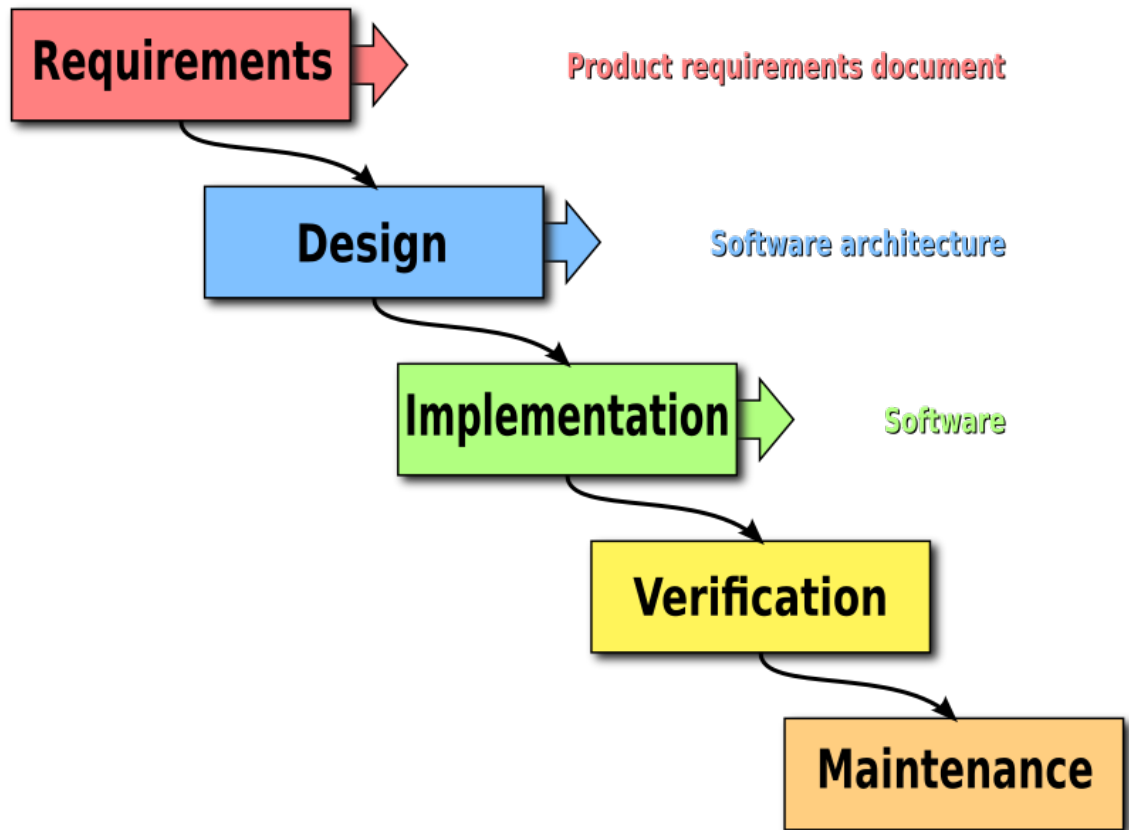 Requirements
Product requirements document
Design
Software architecture
Implementation
Software
Verification
Maintenance